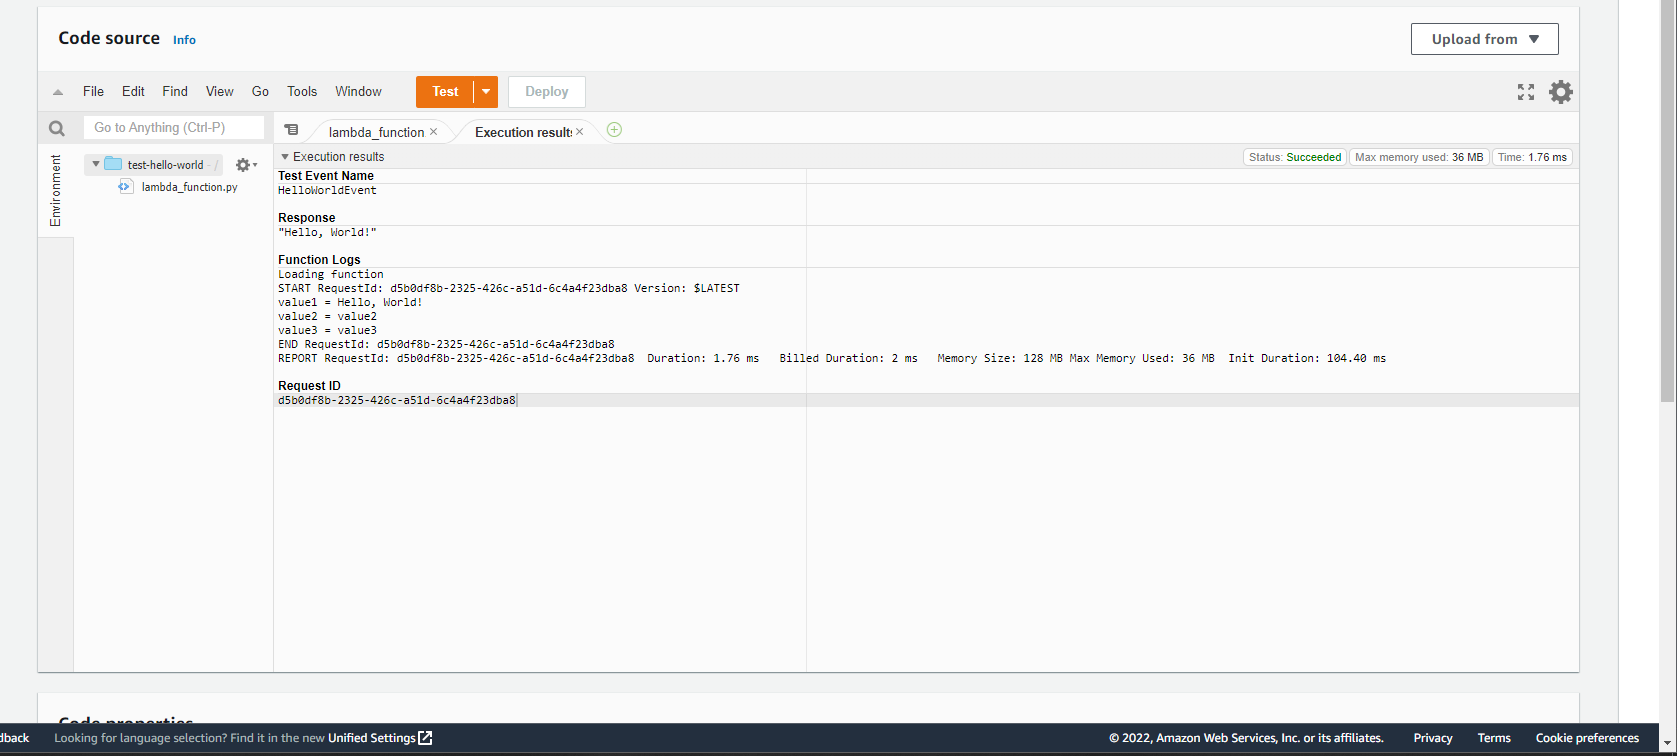 Code source Info
Upload from
File Edit Find View Go Tools Window Test Deploy
Go to Anything (Ctrl-P)
lambda_function
Execution results
Environment
test-hello-world - /
lambda_function.py
Execution results
Status: Succeeded
Max memory used: 36 MB
Time: 1.76 ms
Test Event Name
HelloWorldEvent
Response
"Hello, World!"
Function Logs
Loading function
START RequestId: d5b0df8b-2325-426c-a51d-6c4a4f23dba8 Version: $LATEST
value1 = Hello, World!
value2 = value2
value3 = value3
END RequestId: d5b0df8b-2325-426c-a51d-6c4a4f23dba8
REPORT RequestId: d5b0df8b-2325-426c-a51d-6c4a4f23dba8 Duration: 1.76 ms Billed Duration: 2 ms Memory Size: 128 MB Max Memory Used: 36 MB Init Duration: 104.40 ms
Request ID
d5b0df8b-2325-426c-a51d-6c4a4f23dba8
Code properties
dback Looking for language selection? Find it in the new Unified Settings © 2022, Amazon Web Services, Inc. or its affiliates. Privacy Terms Cookie preferences